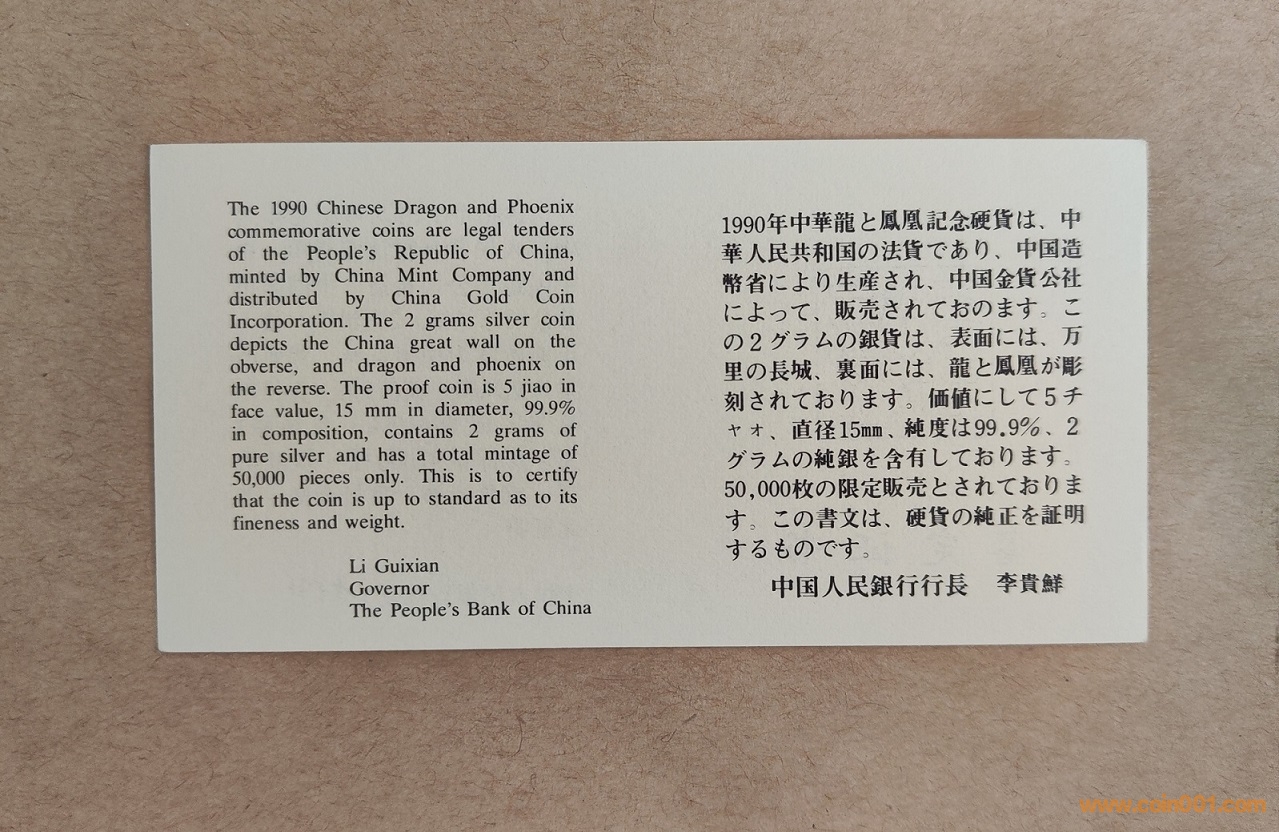 The 1990 Chinese Dragon and Phoenix
commemorative coins are legal tenders
of the People's Republic of China,
minted by China Mint Company and
distributed by China Gold Coin
Incorporation. The 2 grams silver coin
depicts the China great wall on the
obverse, and dragon and phoenix on
the reverse. The proof coin is 5 jiao in
face value, 15 mm in diameter, 99.9%
in composition, contains 2 grams of
pure silver and has a total mintage of
50,000 pieces only. This is to certify
that the coin is up to standard as to its
fineness and weight.
Li Guixian
Governor
The People's Bank of China
1990年中華龍と鳳凰記念硬貨は、中
華人民共和国の法貨であり、中国造
幣省により生産され、中国金貨公社
によって、販売されておのます。こ
の2グラムの銀貨は、表面には、万
里の長城、裏面には、龍と鳳凰が彫
刻されております。価値にして5チ
ャォ、直径15mm、純度は99.9%、2
グラムの純銀を含有しております。
50,000枚の限定販売とされておりま
す。この書文は、硬貨の純正を証明
するものです。
中国人民銀行行長 李貴鮮
www.coin001.com